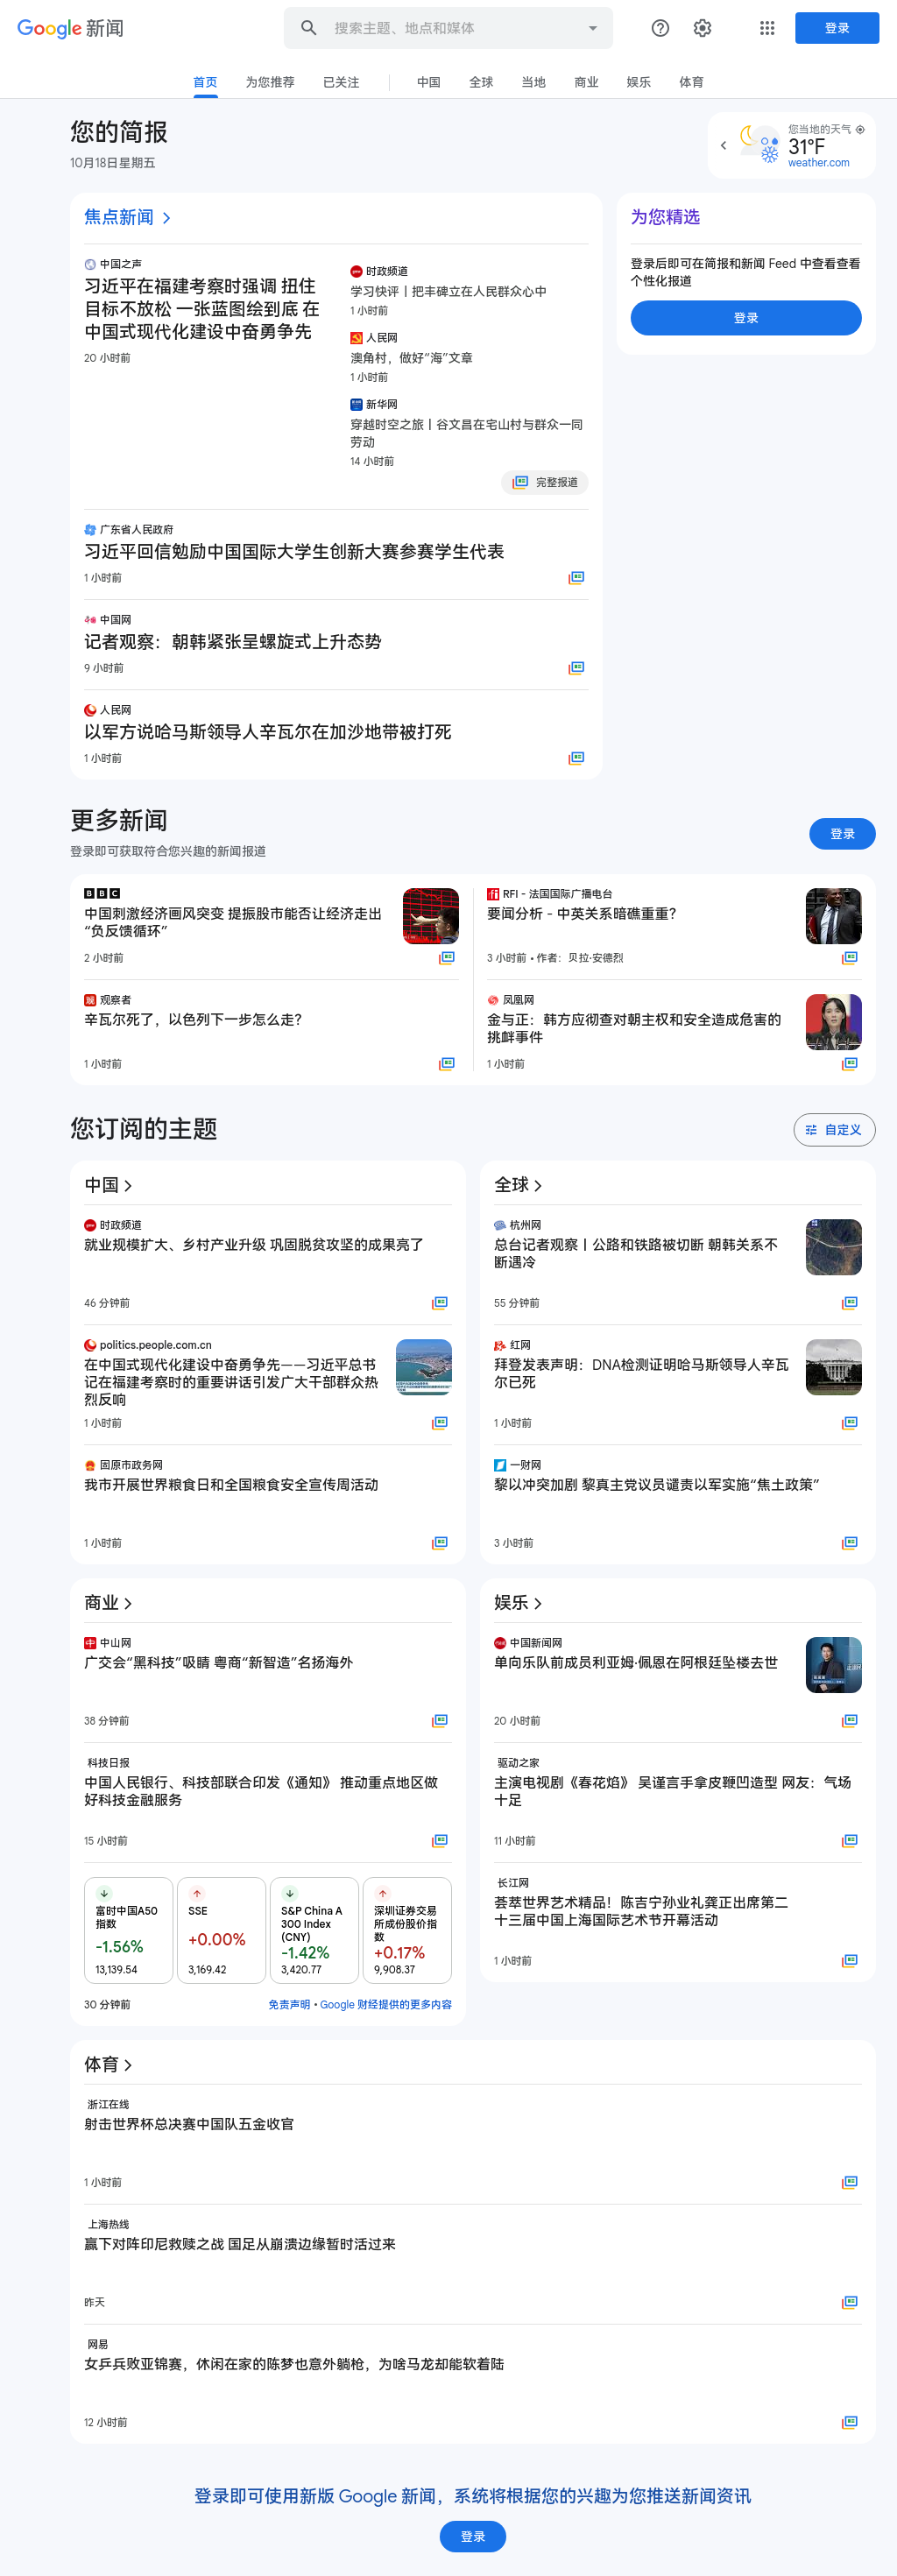 Google 新闻
搜索主题、地点和媒体
登录
首页 为您推荐 已关注 中国 全球 当地 商业 娱乐 体育
您的简报
10月18日星期五
您当地的天气
31°F
weather.com
焦点新闻
中国之声
习近平在福建考察时强调 扭住
目标不放松 一张蓝图绘到底 在
中国式现代化建设中奋勇争先
20 小时前
时政频道
学习快评丨把丰碑立在人民群众心中
1 小时前
人民网
澳角村，做好“海”文章
1 小时前
新华网
穿越时空之旅丨谷文昌在宅山村与群众一同
劳动
14 小时前
完整报道
广东省人民政府
习近平回信勉励中国国际大学生创新大赛参赛学生代表
1 小时前
中国网
记者观察：朝韩紧张呈螺旋式上升态势
9 小时前
人民网
以军方说哈马斯领导人辛瓦尔在加沙地带被打死
1 小时前
为您精选
登录后即可在简报和新闻 Feed 中查看查看
个性化报道
登录
更多新闻
登录即可获取符合您兴趣的新闻报道
登录
BBC
中国刺激经济画风突变 提振股市能否让经济走出
“负反馈循环”
2 小时前
RFI - 法国国际广播电台
要闻分析 - 中英关系暗礁重重？
3 小时前 • 作者：贝拉·安德烈
观察者
辛瓦尔死了，以色列下一步怎么走？
1 小时前
凤凰网
金与正：韩方应彻查对朝主权和安全造成危害的
挑衅事件
1 小时前
您订阅的主题
自定义
中国
时政频道
就业规模扩大、乡村产业升级 巩固脱贫攻坚的成果亮了
46 分钟前
politics.people.com.cn
在中国式现代化建设中奋勇争先——习近平总书
记在福建考察时的重要讲话引发广大干部群众热
烈反响
1 小时前
固原市政务网
我市开展世界粮食日和全国粮食安全宣传周活动
1 小时前
全球
杭州网
总台记者观察丨公路和铁路被切断 朝韩关系不
断遇冷
55 分钟前
红网
拜登发表声明：DNA检测证明哈马斯领导人辛瓦
尔已死
1 小时前
一财网
黎以冲突加剧 黎真主党议员谴责以军实施“焦土政策”
3 小时前
商业
中山网
广交会“黑科技”吸睛 粤商“新智造”名扬海外
38 分钟前
科技日报
中国人民银行、科技部联合印发《通知》 推动重点地区做
好科技金融服务
15 小时前
富时中国A50
指数
-1.56%
13,139.54
SSE
+0.00%
3,169.42
S&P China A
300 Index
(CNY)
-1.42%
3,420.77
深圳证券交易
所成份股价指
数
+0.17%
9,908.37
30 分钟前
免责声明 • Google 财经提供的更多内容
娱乐
中国新闻网
单向乐队前成员利亚姆·佩恩在阿根廷坠楼去世
20 小时前
驱动之家
主演电视剧《春花焰》 吴谨言手拿皮鞭凹造型 网友：气场
十足
11 小时前
长江网
荟萃世界艺术精品！陈吉宁孙业礼龚正出席第二
十三届中国上海国际艺术节开幕活动
1 小时前
体育
浙江在线
射击世界杯总决赛中国队五金收官
1 小时前
上海热线
赢下对阵印尼救赎之战 国足从崩溃边缘暂时活过来
昨天
网易
女乒兵败亚锦赛，休闲在家的陈梦也意外躺枪，为啥马龙却能软着陆
12 小时前
登录即可使用新版 Google 新闻，系统将根据您的兴趣为您推送新闻资讯
登录